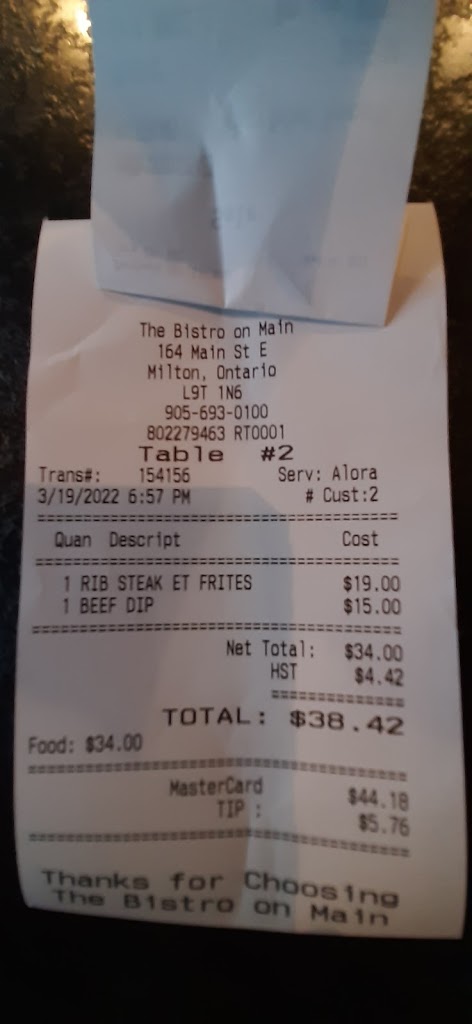 The Bistro on Main
164 Main St E
Milton, Ontario
L9T 1N6
905-693-0100
802279463 RT0001
Table #2
Trans#: 154156 Serv: Alora
3/19/2022 6:57 PM # Cust:2
================================
Quan Descript Cost
================================
1 RIB STEAK ET FRITES $19.00
1 BEEF DIP $15.00
================================
Net Total: $34.00
HST $4.42
==============
TOTAL: $38.42
Food: $34.00
================================
MasterCard $44.18
TIP : $5.76
================================
Thanks for Choosing
The Bistro on Main